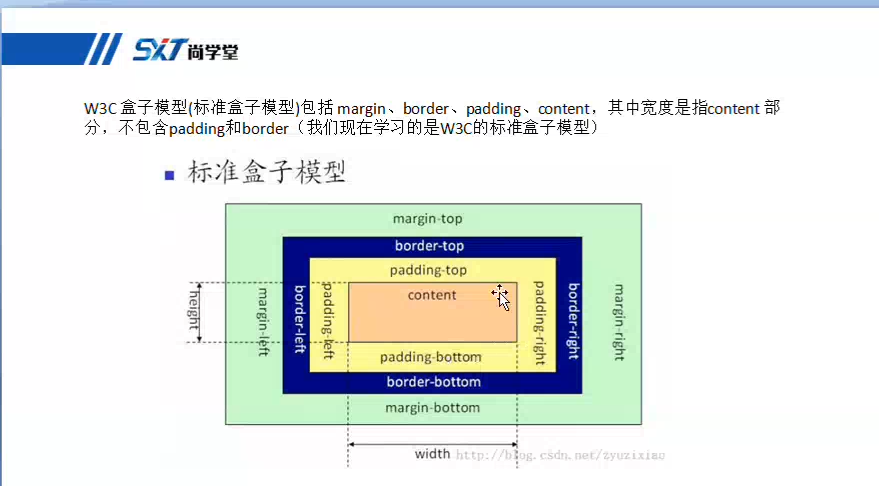 SXT尚学堂
W3C 盒子模型(标准盒子模型)包括 margin、border、padding、content，其中宽度是指content 部
分，不包含padding和border（我们现在学习的是W3C的标准盒子模型）
标准盒子模型
margin-top
border-top
padding-top
content
height
margin-left
border-left
padding-left
padding-right
border-right
margin-right
padding-bottom
border-bottom
margin-bottom
width
http://blog.csdn.net/zyuzixiao